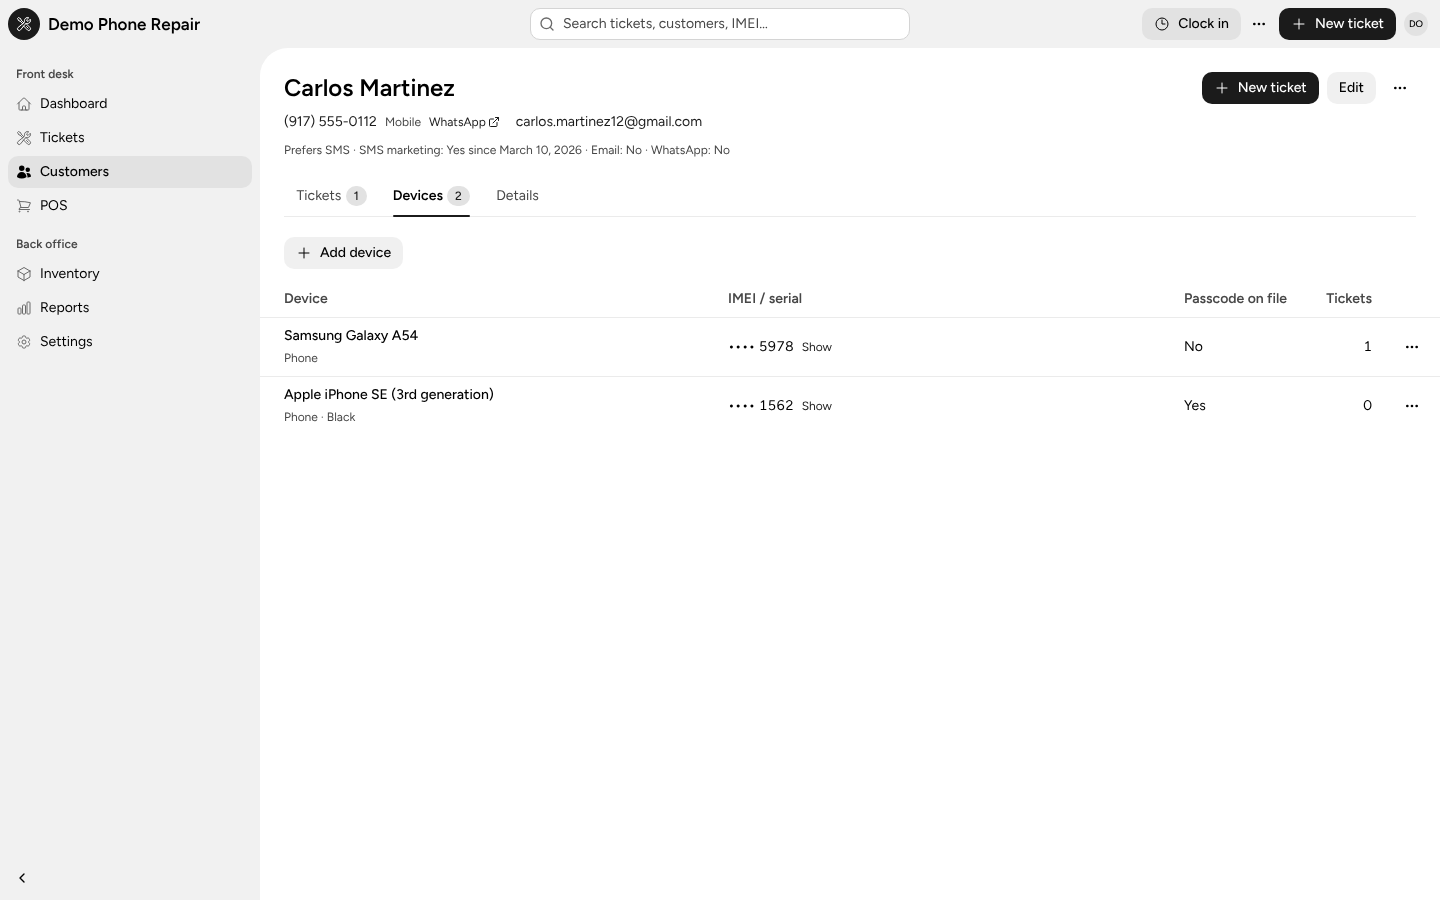 Demo Phone Repair
Search tickets, customers, IMEI...
Clock in
New ticket
DO
Front desk
Dashboard
Tickets
Customers
POS
Back office
Inventory
Reports
Settings
Carlos Martinez
New ticket
Edit
(917) 555-0112 Mobile WhatsApp carlos.martinez12@gmail.com
Prefers SMS · SMS marketing: Yes since March 10, 2026 · Email: No · WhatsApp: No
Tickets 1 Devices 2 Details
Add device
Device IMEI / serial Passcode on file Tickets
Samsung Galaxy A54
Phone
•••• 5978 Show No 1
Apple iPhone SE (3rd generation)
Phone · Black
•••• 1562 Show Yes 0